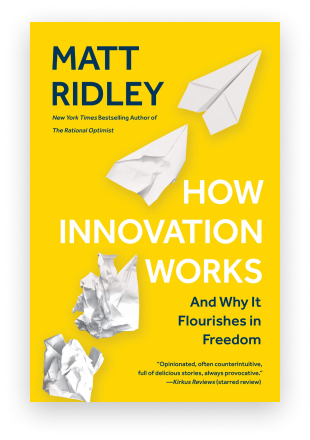 MATT
RIDLEY
New York Times Bestselling Author of
The Rational Optimist
HOW
INNOVATION
WORKS
And Why It
Flourishes in
Freedom
"Opinionated, often counterintuitive,
full of delicious stories, always provocative."
—Kirkus Reviews (starred review)